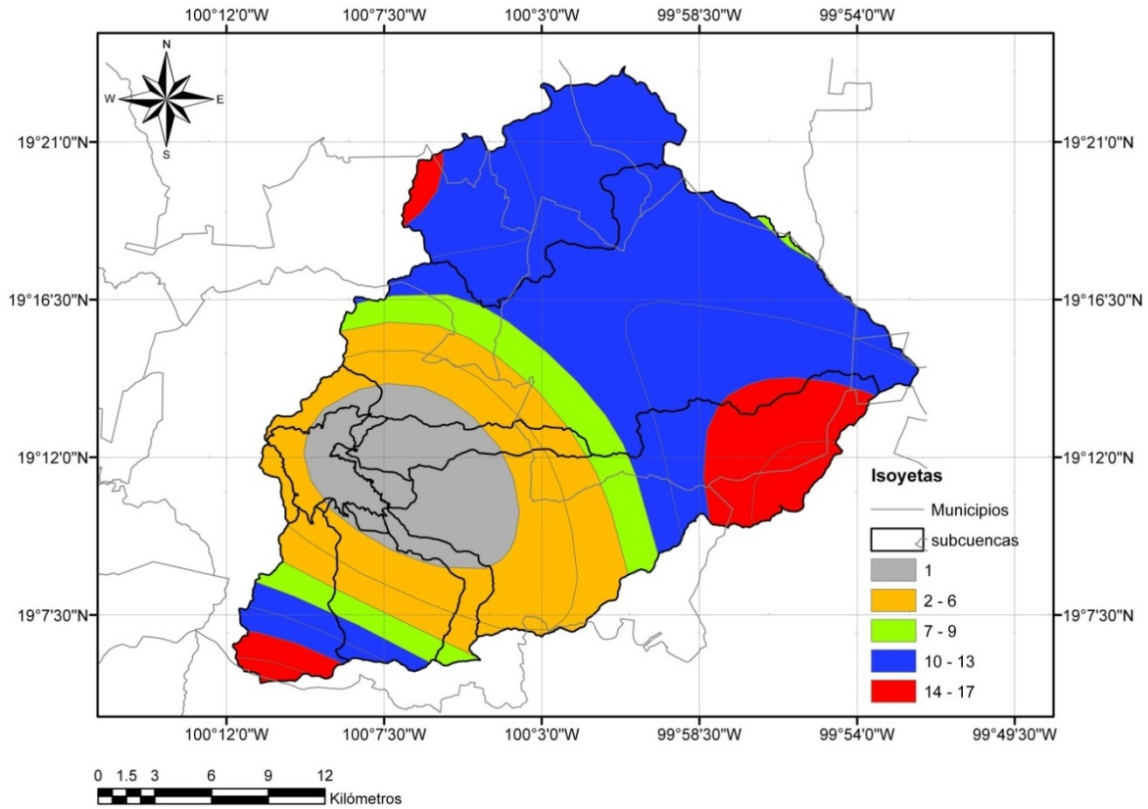 100°12'0"W 100°7'30"W 100°3'0"W 99°58'30"W 99°54'0"W
N
W E
S
19°21'0"N 19°21'0"N
19°16'30"N 19°16'30"N
19°12'0"N 19°12'0"N
Isoyetas
Municipios
subcuencas
1
2 - 6
19°7'30"N 19°7'30"N
7 - 9
10 - 13
14 - 17
100°12'0"W 100°7'30"W 100°3'0"W 99°58'30"W 99°54'0"W 99°49'30"W
0 1.5 3 6 9 12
Kilómetros